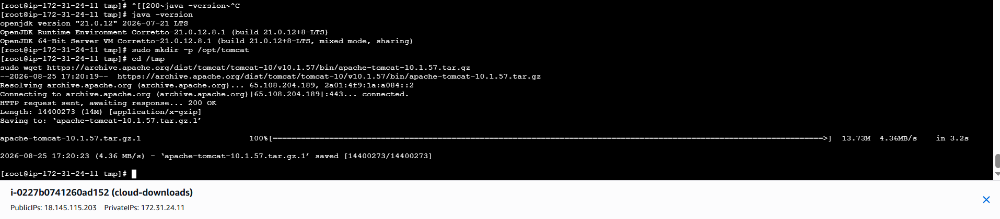 [root@ip-172-31-24-11 tmp]# ^[[200~java -version~^C
[root@ip-172-31-24-11 tmp]# java -version
openjdk version "21.0.12" 2026-07-21 LTS
OpenJDK Runtime Environment Corretto-21.0.12.8.1 (build 21.0.12+8-LTS)
OpenJDK 64-Bit Server VM Corretto-21.0.12.8.1 (build 21.0.12+8-LTS, mixed mode, sharing)
[root@ip-172-31-24-11 tmp]# sudo mkdir -p /opt/tomcat
[root@ip-172-31-24-11 tmp]# cd /tmp
sudo wget https://archive.apache.org/dist/tomcat/tomcat-10/v10.1.57/bin/apache-tomcat-10.1.57.tar.gz
--2026-08-25 17:20:19--  https://archive.apache.org/dist/tomcat/tomcat-10/v10.1.57/bin/apache-tomcat-10.1.57.tar.gz
Resolving archive.apache.org (archive.apache.org)... 65.108.204.189, 2a01:4f9:1a:a084::2
Connecting to archive.apache.org (archive.apache.org)|65.108.204.189|:443... connected.
HTTP request sent, awaiting response... 200 OK
Length: 14400273 (14M) [application/x-gzip]
Saving to: ‘apache-tomcat-10.1.57.tar.gz.1’
apache-tomcat-10.1.57.tar.gz.1 100%[=====================================================================================================================>] 13.73M 4.36MB/s in 3.2s
2026-08-25 17:20:23 (4.36 MB/s) - ‘apache-tomcat-10.1.57.tar.gz.1’ saved [14400273/14400273]
[root@ip-172-31-24-11 tmp]#
i-0227b0741260ad152 (cloud-downloads)
PublicIPs: 18.145.115.203 PrivateIPs: 172.31.24.11